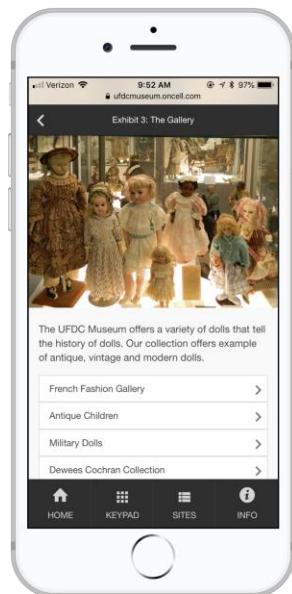 Verizon 9:52 AM 97%
ufdcmuseum.oncell.com
Exhibit 3: The Gallery
The UFDC Museum offers a variety of dolls that tell
the history of dolls. Our collection offers example
of antique, vintage and modern dolls.
French Fashion Gallery
Antique Children
Military Dolls
Dewees Cochran Collection
HOME KEYPAD SITES INFO